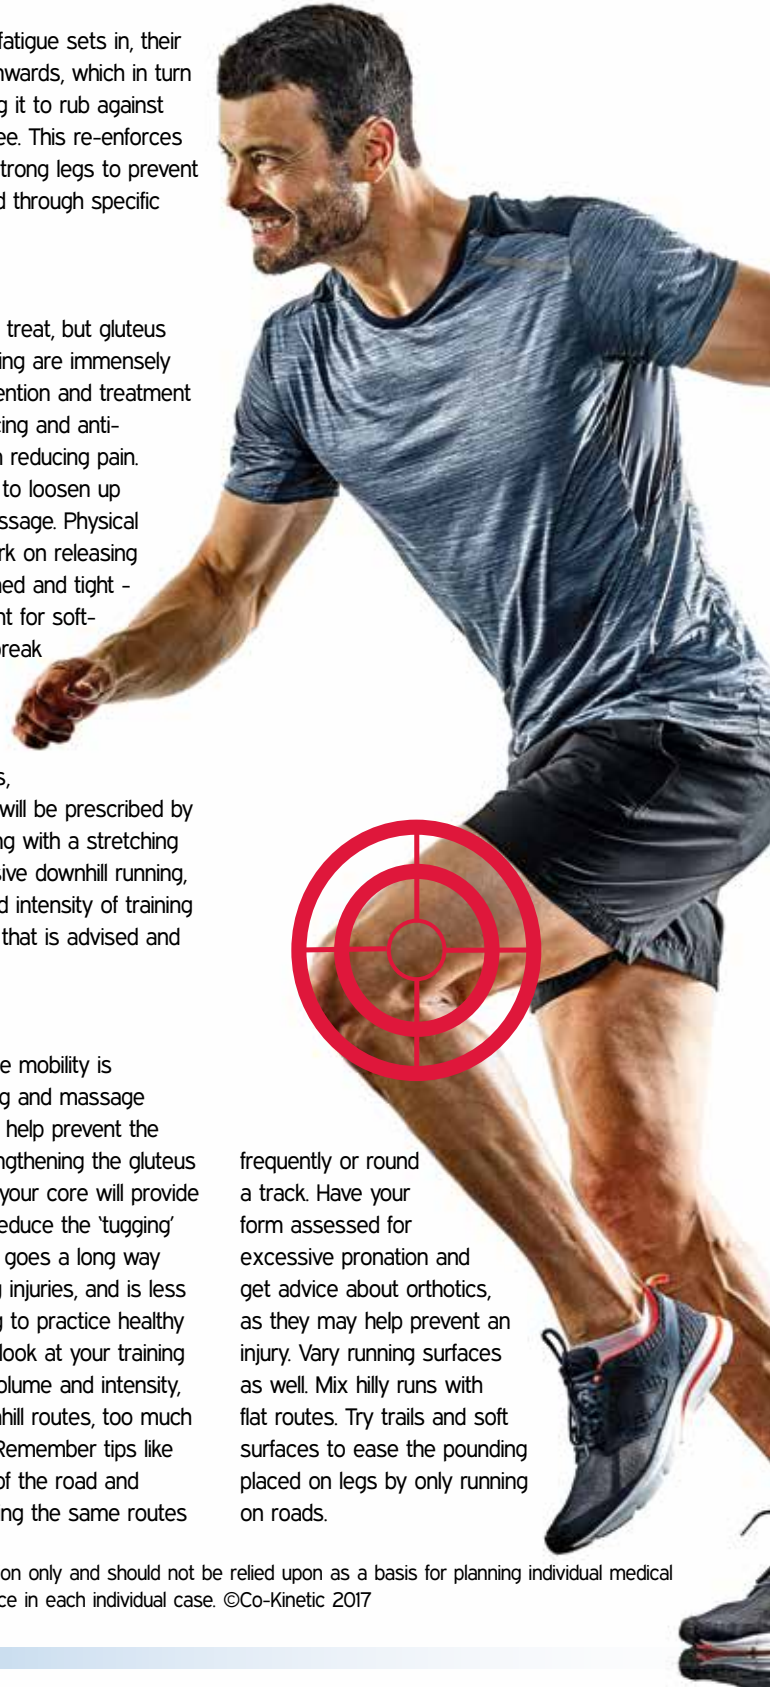 fatigue sets in, their
nwards, which in turn
g it to rub against
ee. This re-enforces
trong legs to prevent
d through specific
treat, but gluteus
ing are immensely
ention and treatment
ing and anti-
n reducing pain.
to loosen up
ssage. Physical
rk on releasing
ned and tight -
nt for soft-
break
s,
will be prescribed by
ng with a stretching
sive downhill running,
d intensity of training
that is advised and
e mobility is
g and massage
help prevent the
ngthening the gluteus
your core will provide
educe the ‘tugging’
goes a long way
g injuries, and is less
g to practice healthy
look at your training
olume and intensity,
nhill routes, too much
Remember tips like
of the road and
ing the same routes
frequently or round
a track. Have your
form assessed for
excessive pronation and
get advice about orthotics,
as they may help prevent an
injury. Vary running surfaces
as well. Mix hilly runs with
flat routes. Try trails and soft
surfaces to ease the pounding
placed on legs by only running
on roads.
on only and should not be relied upon as a basis for planning individual medical
ce in each individual case. ©Co-Kinetic 2017